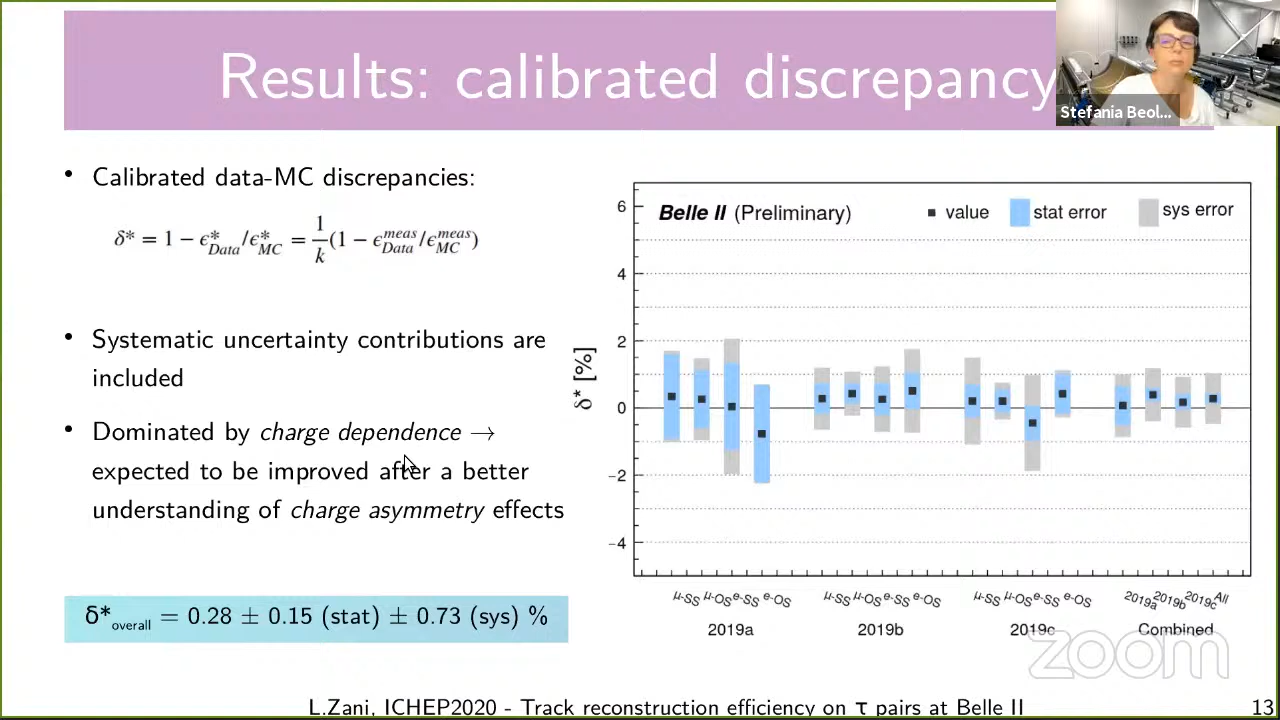 Results: calibrated discrepancy
Stefania Beol...
• Calibrated data-MC discrepancies:
δ* = 1 − ϵ*Data/ϵ*MC = 1/k (1 − ϵmeasData/ϵmeasMC)
• Systematic uncertainty contributions are
included
• Dominated by charge dependence →
expected to be improved after a better
understanding of charge asymmetry effects
δ*overall = 0.28 ± 0.15 (stat) ± 0.73 (sys) %
Belle II (Preliminary)
value
stat error
sys error
δ* [%]
6
4
2
0
−2
−4
μ-SS μ-OS e-SS e-OS
μ-SS μ-OS e-SS e-OS
μ-SS μ-OS e-SS e-OS
2019a 2019b 2019c All
2019a
2019b
2019c
Combined
zoom
L.Zani, ICHEP2020 - Track reconstruction efficiency on τ pairs at Belle II
13